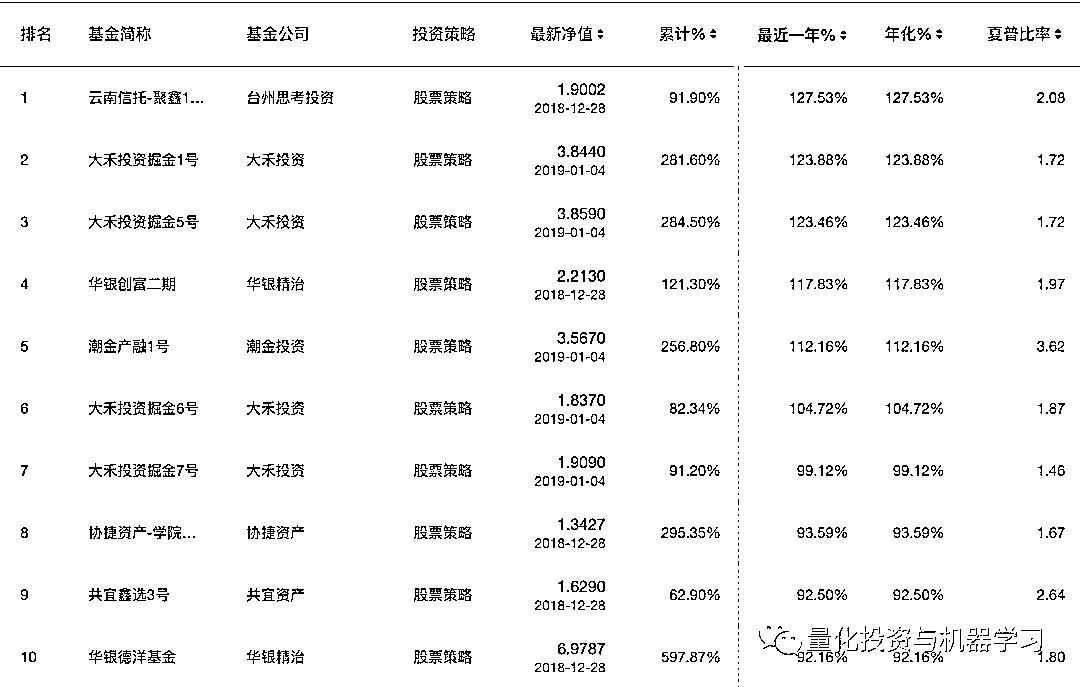 排名 基金简称 基金公司 投资策略 最新净值 累计% 最近一年% 年化% 夏普比率
1 云南信托-聚鑫1... 台州思考投资 股票策略 1.9002 91.90% 127.53% 127.53% 2.08
2018-12-28
2 大禾投资掘金1号 大禾投资 股票策略 3.8440 281.60% 123.88% 123.88% 1.72
2019-01-04
3 大禾投资掘金5号 大禾投资 股票策略 3.8590 284.50% 123.46% 123.46% 1.72
2019-01-04
4 华银创富二期 华银精治 股票策略 2.2130 121.30% 117.83% 117.83% 1.97
2018-12-28
5 潮金产融1号 潮金投资 股票策略 3.5670 256.80% 112.16% 112.16% 3.62
2019-01-04
6 大禾投资掘金6号 大禾投资 股票策略 1.8370 82.34% 104.72% 104.72% 1.87
2019-01-04
7 大禾投资掘金7号 大禾投资 股票策略 1.9090 91.20% 99.12% 99.12% 1.46
2019-01-04
8 协捷资产-学院... 协捷资产 股票策略 1.3427 295.35% 93.59% 93.59% 1.67
2018-12-28
9 共宜鑫选3号 共宜资产 股票策略 1.6290 62.90% 92.50% 92.50% 2.64
2018-12-28
量化投资与机器学习
10 华银德洋基金 华银精治 股票策略 6.9787 597.87% 92.16% 92.16% 1.80
2018-12-28